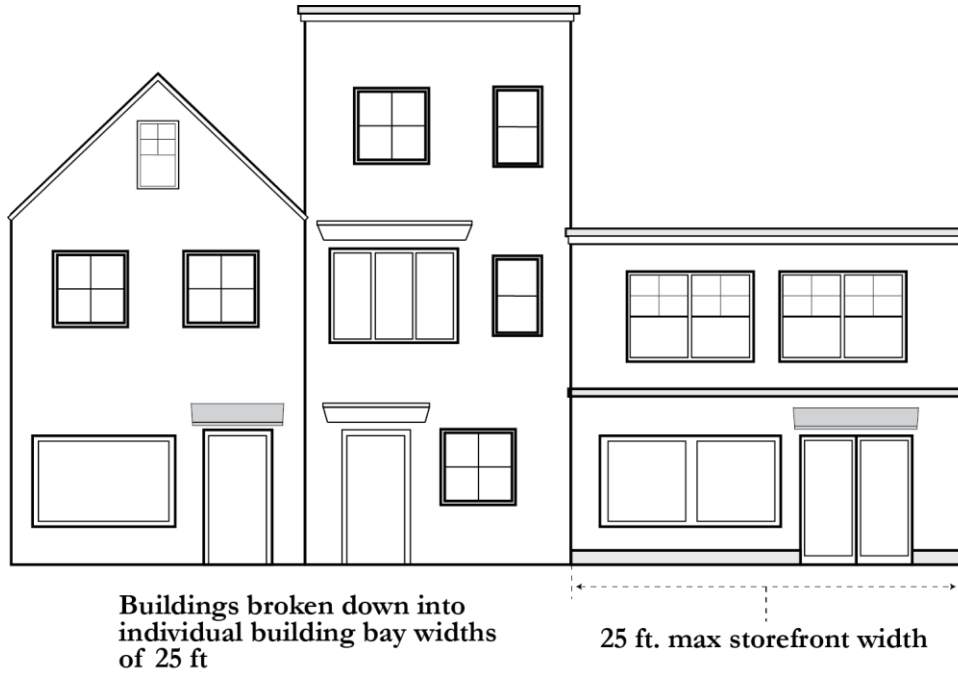 Buildings broken down into
individual building bay widths
of 25 ft
25 ft. max storefront width